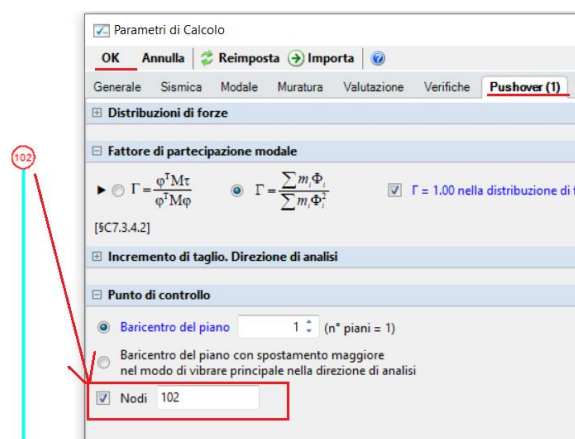 Parametri di Calcolo
OK Annulla Reimposta Importa
Generale Sismica Modale Muratura Valutazione Verifiche Pushover (1)
Distribuzioni di forze
Fattore di partecipazione modale
Γ = φᵀMτ / φᵀMφ Γ = ∑ mᵢΦᵢ / ∑ mᵢΦᵢ² Γ = 1.00 nella distribuzione di f
[§C7.3.4.2]
Incremento di taglio. Direzione di analisi
Punto di controllo
Baricentro del piano 1 (n° piani = 1)
Baricentro del piano con spostamento maggiore
nel modo di vibrare principale nella direzione di analisi
Nodi 102
102